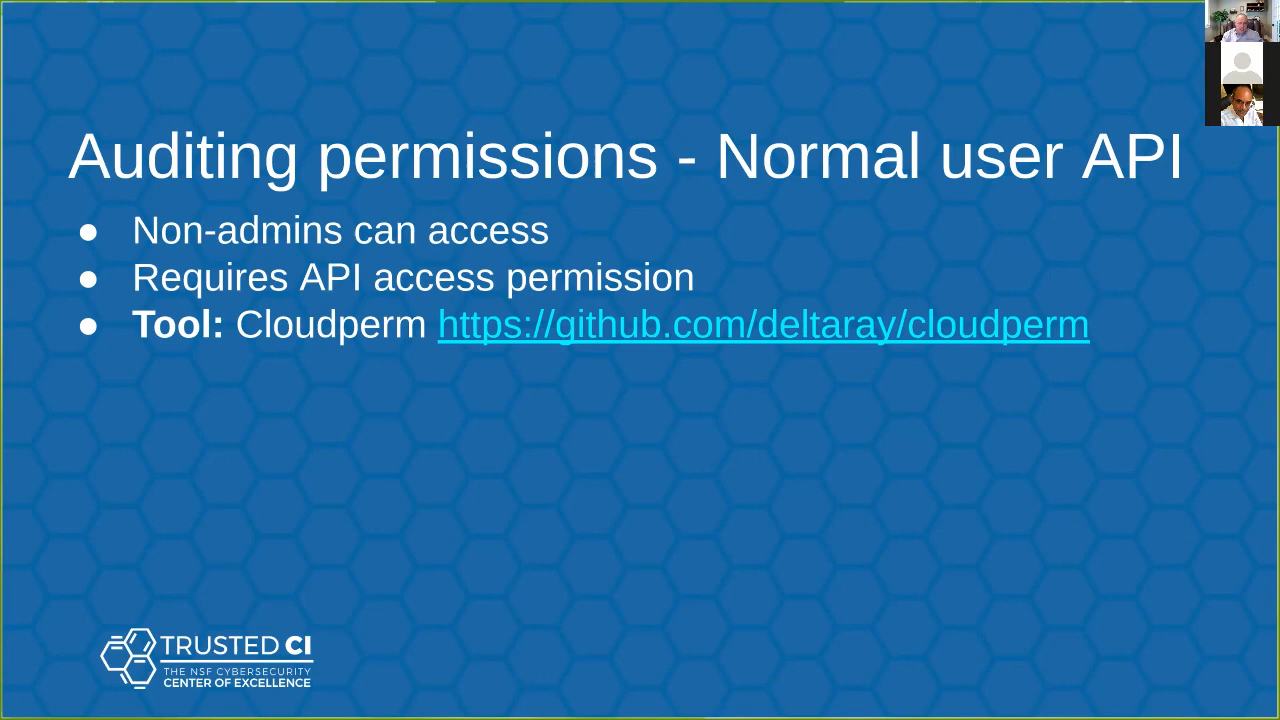 Auditing permissions - Normal user API
● Non-admins can access
● Requires API access permission
● Tool: Cloudperm https://github.com/deltaray/cloudperm
TRUSTED CI
THE NSF CYBERSECURITY
CENTER OF EXCELLENCE